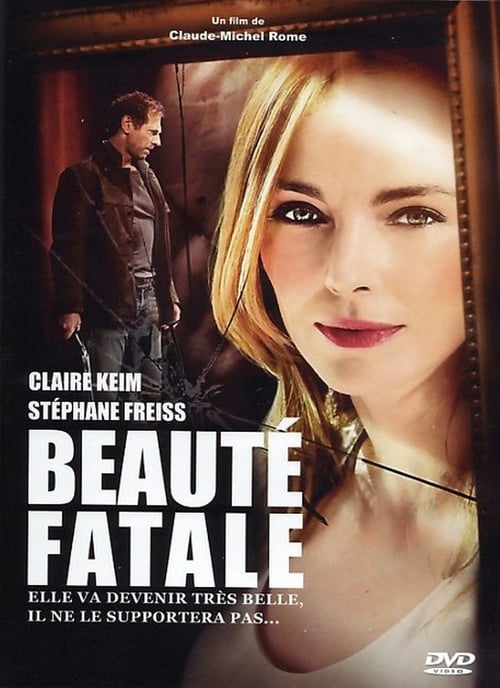 Un film de
Claude-Michel Rome
CLAIRE KEIM
STÉPHANE FREISS
BEAUTÉ
FATALE
ELLE VA DEVENIR TRÈS BELLE,
IL NE LE SUPPORTERA PAS...
DVD
VIDEO